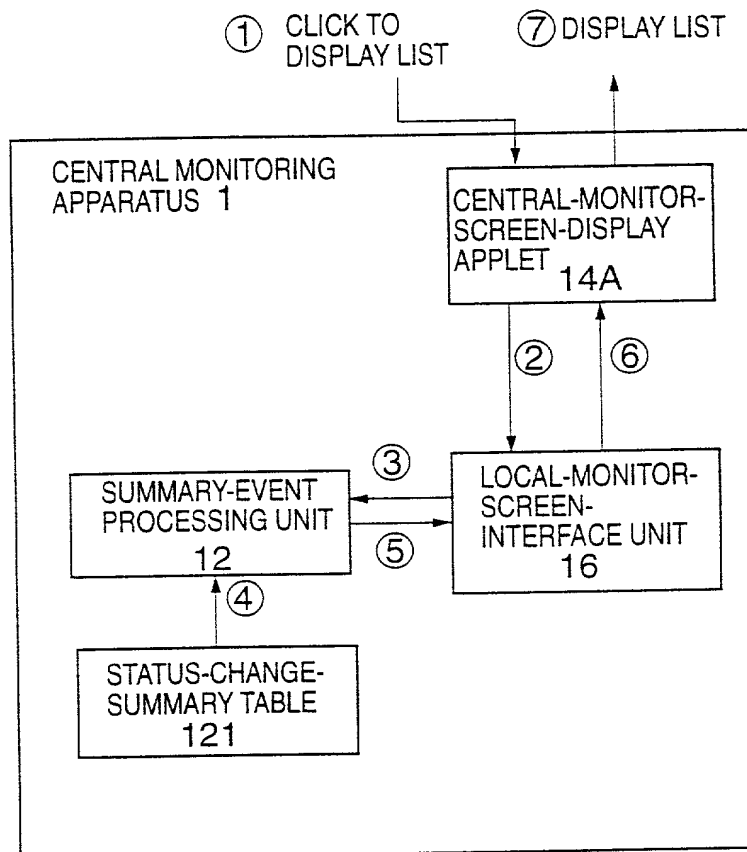 ① CLICK TO
DISPLAY LIST
⑦ DISPLAY LIST
CENTRAL MONITORING
APPARATUS 1
CENTRAL-MONITOR-
SCREEN-DISPLAY
APPLET
14A
②
⑥
③
SUMMARY-EVENT
PROCESSING UNIT
12
⑤
LOCAL-MONITOR-
SCREEN-
INTERFACE UNIT
16
④
STATUS-CHANGE-
SUMMARY TABLE
121